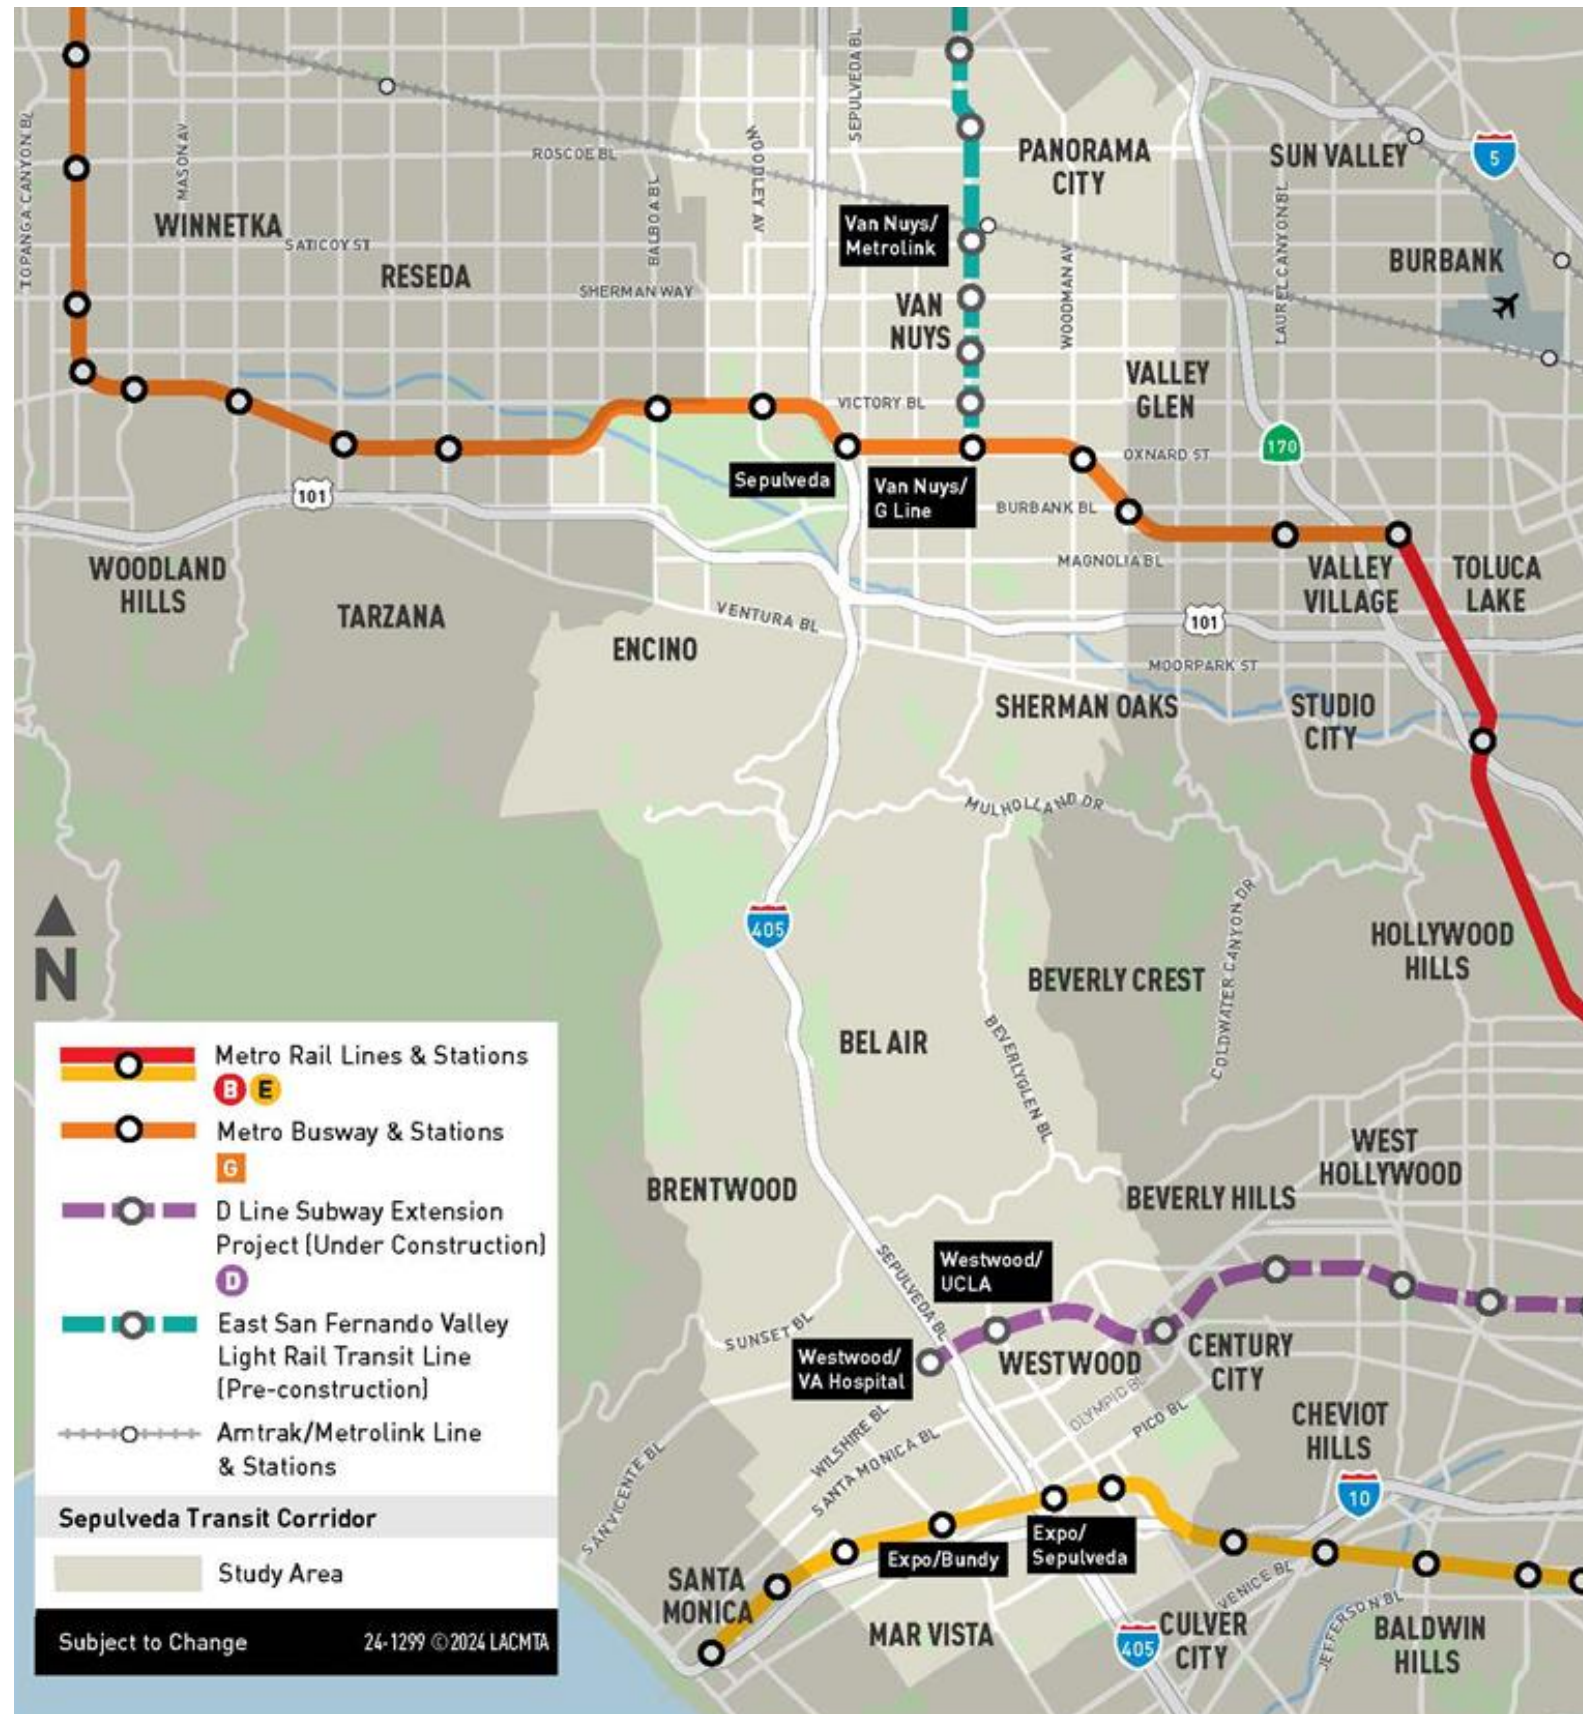 SEPULVEDA BL
TOPANGA CANYON BL
MASON AV
ROSCOE BL
WOODLEY AV
PANORAMA
CITY
SUN VALLEY
5
WINNETKA
SATICOY ST
BALBOA BL
Van Nuys/
Metrolink
LAUREL CANYON BL
BURBANK
RESEDA
SHERMAN WAY
VAN
NUYS
WOODMAN AV
VALLEY
GLEN
VICTORY BL
170
OXNARD ST
Sepulveda
Van Nuys/
G Line
101
BURBANK BL
MAGNOLIA BL
WOODLAND
HILLS
VALLEY
VILLAGE
TOLUCA
LAKE
TARZANA
VENTURA BL
101
ENCINO
MOORPARK ST
SHERMAN OAKS
STUDIO
CITY
MULHOLLAND DR
405
COLDWATER CANYON DR
HOLLYWOOD
HILLS
N
BEVERLY CREST
BEL AIR
BEVERLY GLEN BL
WEST
HOLLYWOOD
BRENTWOOD
BEVERLY HILLS
SEPULVEDA BL
Westwood/
UCLA
SUNSET BL
Westwood/
VA Hospital
WESTWOOD
CENTURY
CITY
OLYMPIC BL
PICO BL
WILSHIRE BL
SANTA MONICA BL
CHEVIOT
HILLS
SAN VICENTE BL
10
Expo/
Sepulveda
Expo/Bundy
SANTA
MONICA
VENICE BL
JEFFERSON BL
MAR VISTA
405
CULVER
CITY
BALDWIN
HILLS
Metro Rail Lines & Stations
B E
Metro Busway & Stations
G
D Line Subway Extension
Project (Under Construction)
D
East San Fernando Valley
Light Rail Transit Line
(Pre-construction)
Amtrak/Metrolink Line
& Stations
Sepulveda Transit Corridor
Study Area
Subject to Change 24-1299 ©2024 LACMTA